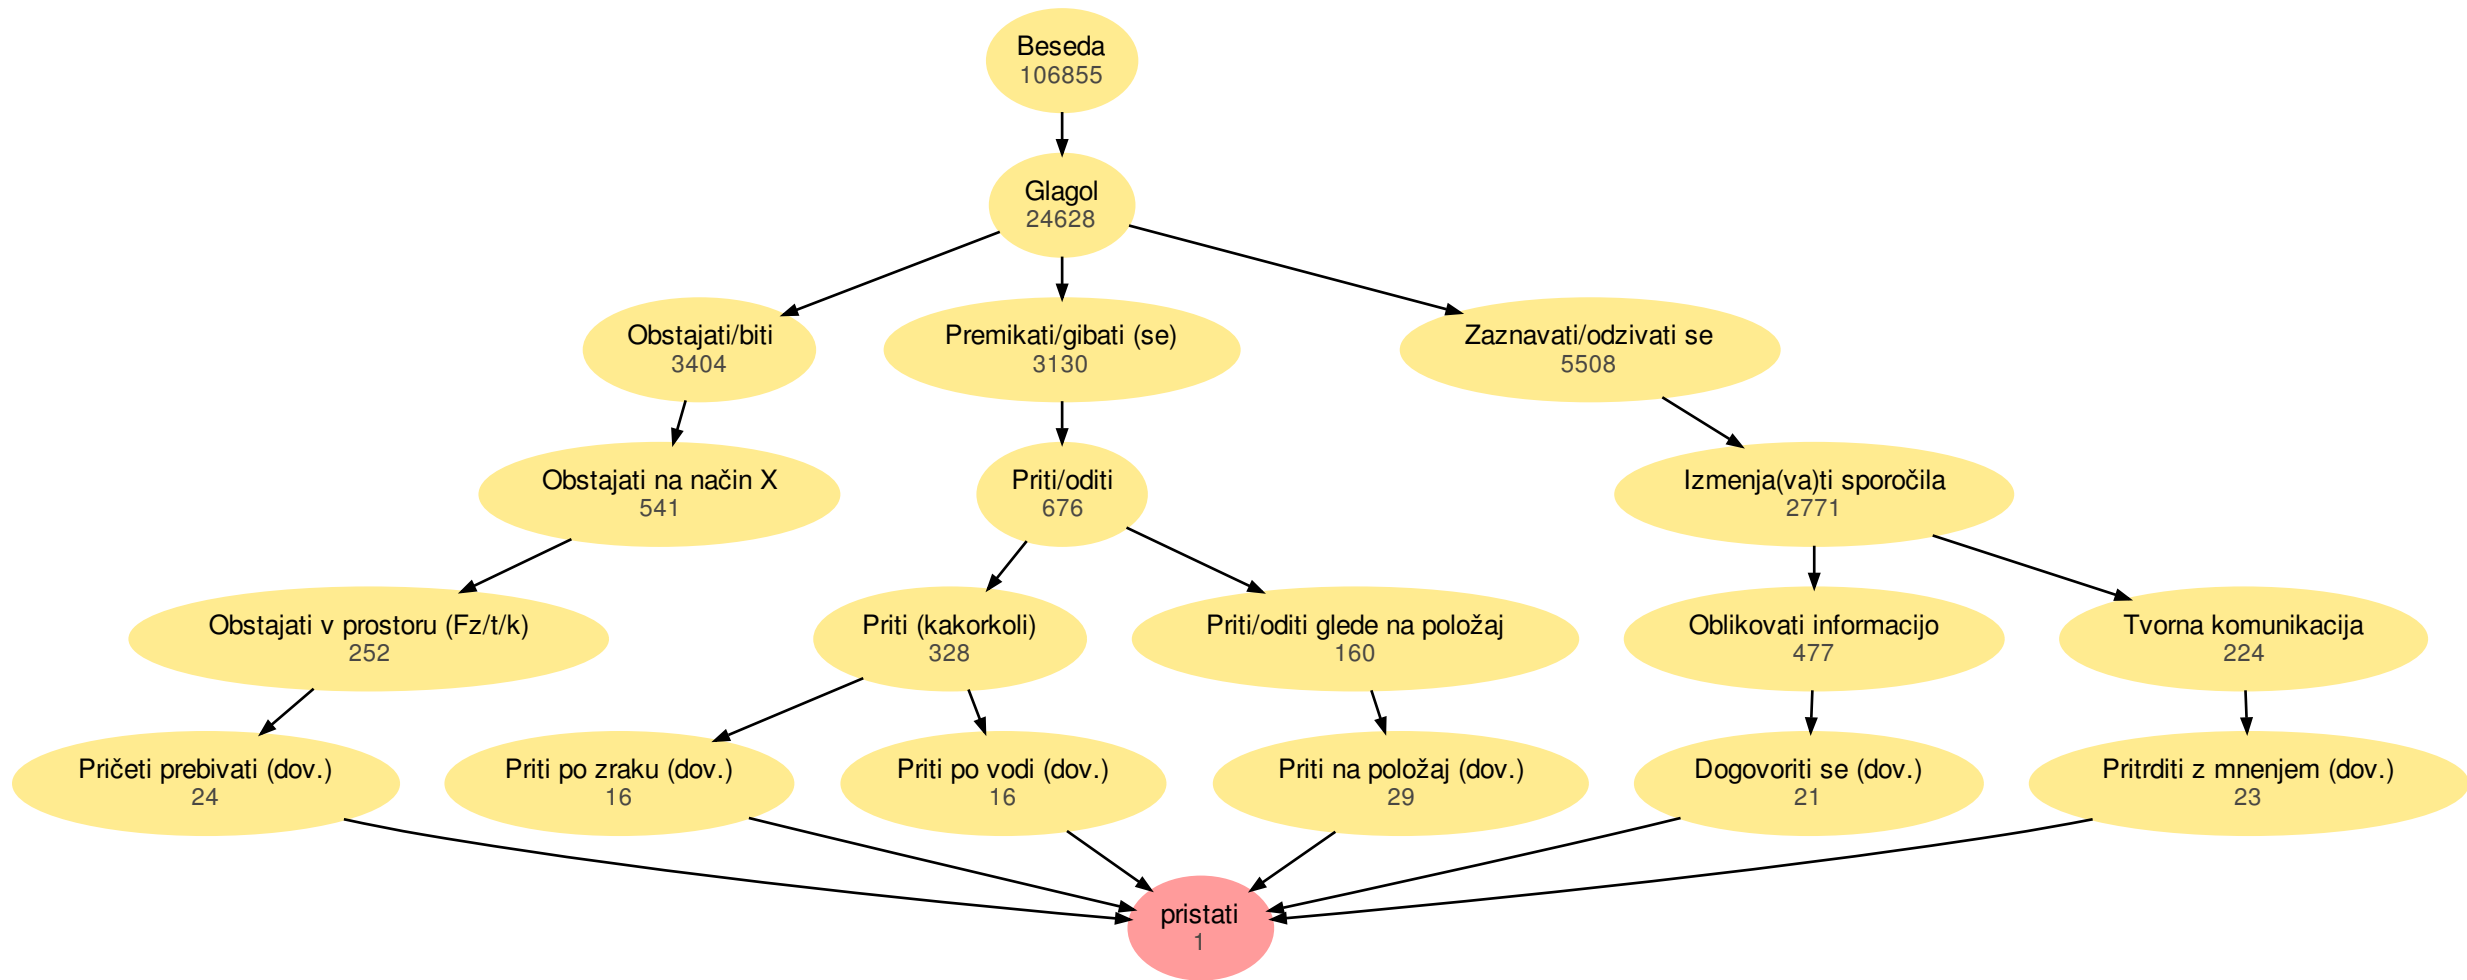 Beseda
106855
Glagol
24628
Obstajati/biti
3404
Premikati/gibati (se)
3130
Zaznavati/odzivati se
5508
Obstajati na način X
541
Priti/oditi
676
Izmenja(va)ti sporočila
2771
Obstajati v prostoru (Fz/t/k)
252
Priti (kakorkoli)
328
Priti/oditi glede na položaj
160
Oblikovati informacijo
477
Tvorna komunikacija
224
Pričeti prebivati (dov.)
24
Priti po zraku (dov.)
16
Priti po vodi (dov.)
16
Priti na položaj (dov.)
29
Dogovoriti se (dov.)
21
Pritrditi z mnenjem (dov.)
23
pristati
1